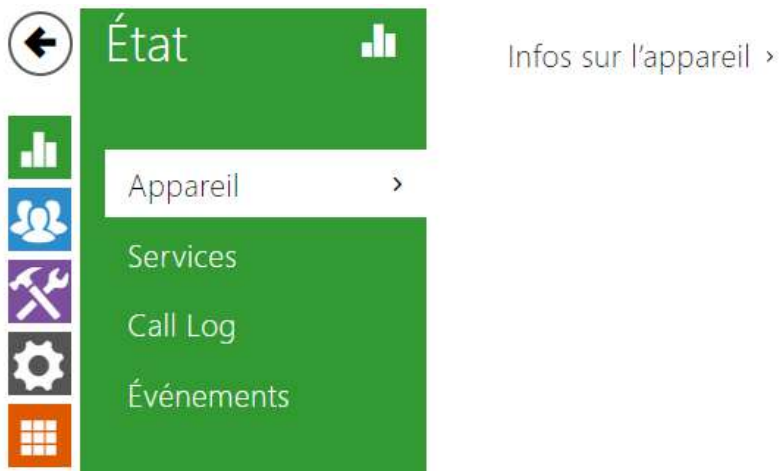 État
Infos sur l’appareil ›
Appareil ›
Services
Call Log
Événements